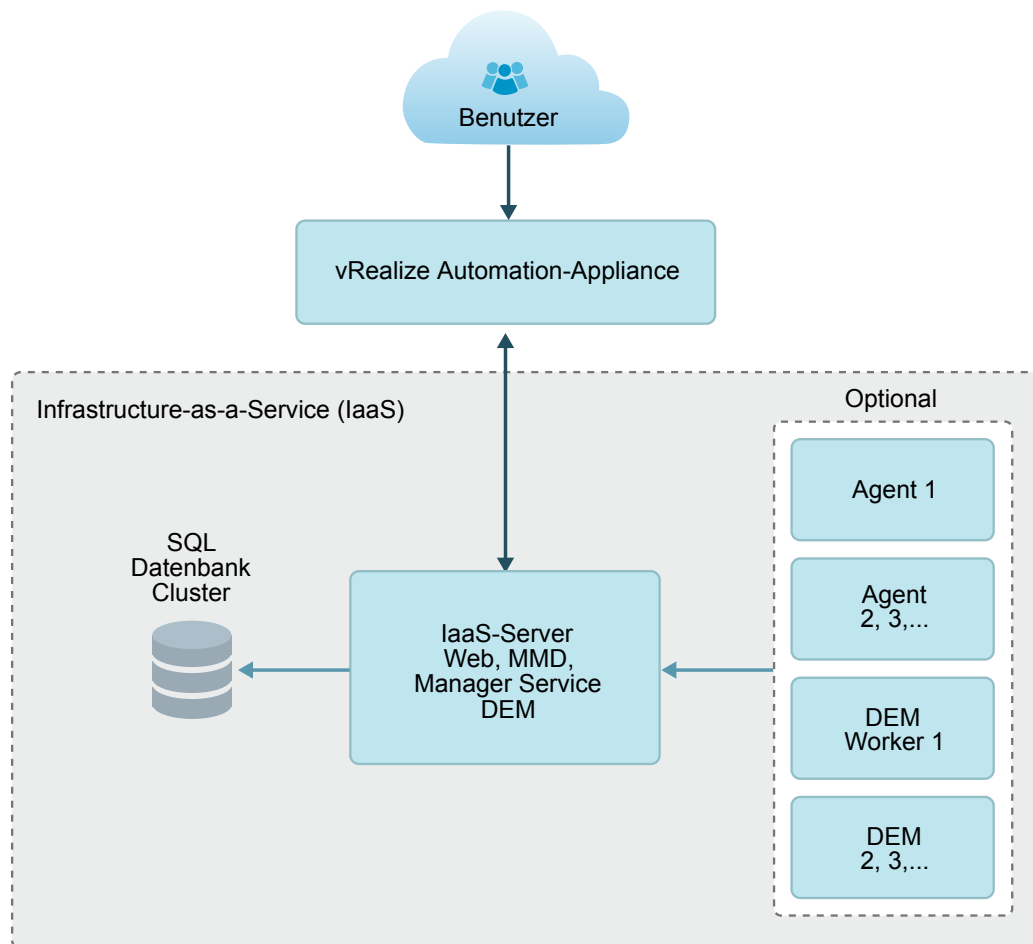 Benutzer
vRealize Automation-Appliance
Infrastructure-as-a-Service (IaaS)
Optional
SQL
Datenbank
Cluster
IaaS-Server
Web, MMD,
Manager Service
DEM
Agent 1
Agent
2, 3,...
DEM
Worker 1
DEM
2, 3,...